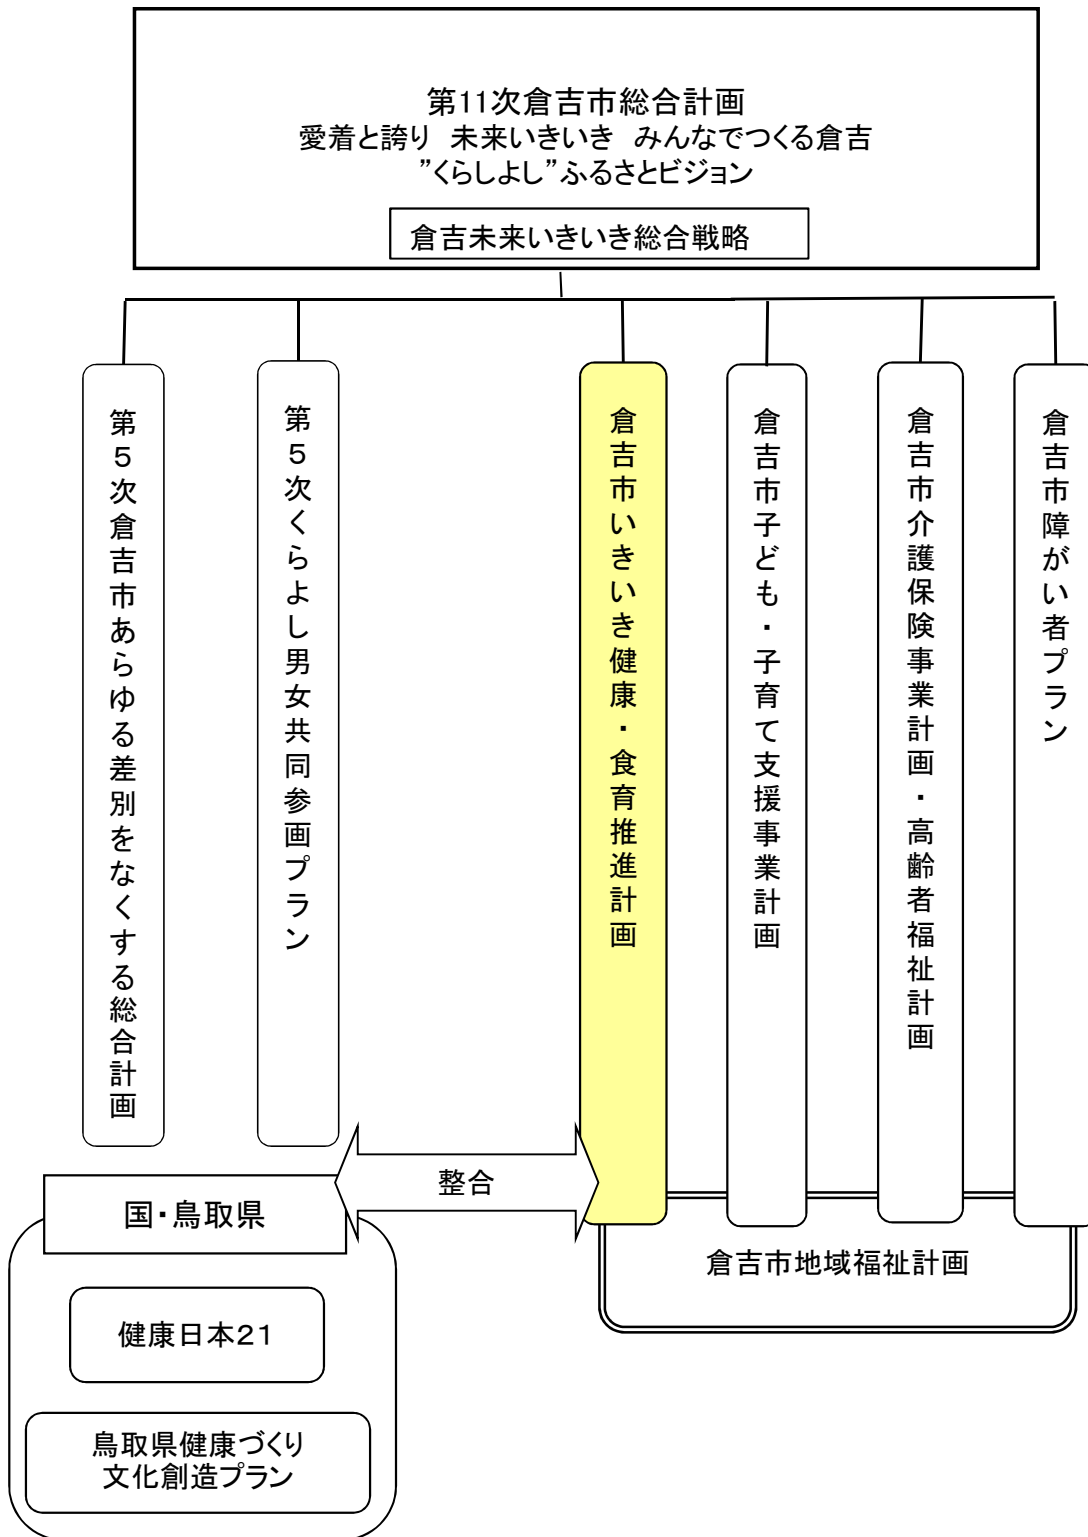 第11次倉吉市総合計画
愛着と誇り　未来いきいき　みんなでつくる倉吉
”くらしよし”ふるさとビジョン
倉吉未来いきいき総合戦略
第５次倉吉市あらゆる差別をなくする総合計画
第５次くらよし男女共同参画プラン
倉吉市いきいき健康・食育推進計画
倉吉市子ども・子育て支援事業計画
倉吉市介護保険事業計画・高齢者福祉計画
倉吉市障がい者プラン
整合
国・鳥取県
倉吉市地域福祉計画
健康日本２１
鳥取県健康づくり
文化創造プラン